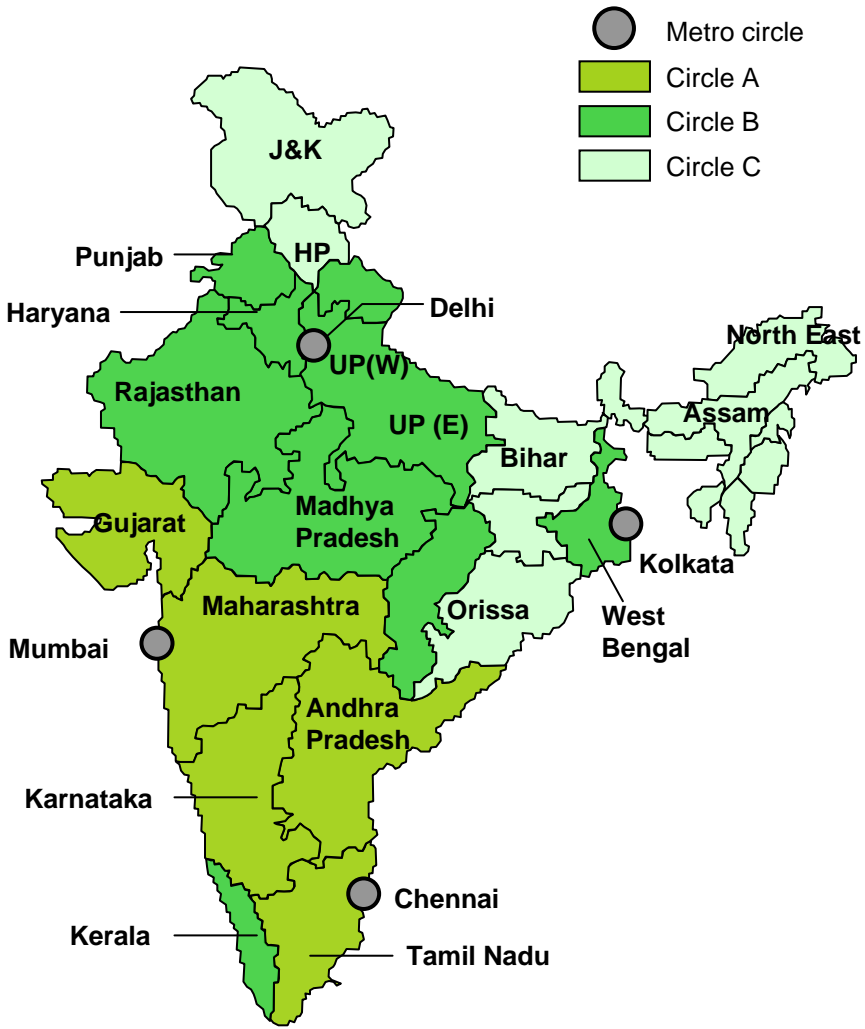 Metro circle
Circle A
Circle B
Circle C
J&K
Punjab
HP
Haryana
Delhi
North East
UP(W)
Rajasthan
Assam
UP (E)
Bihar
Madhya
Pradesh
Gujarat
Kolkata
Maharashtra
Orissa
West
Bengal
Mumbai
Andhra
Pradesh
Karnataka
Chennai
Kerala
Tamil Nadu